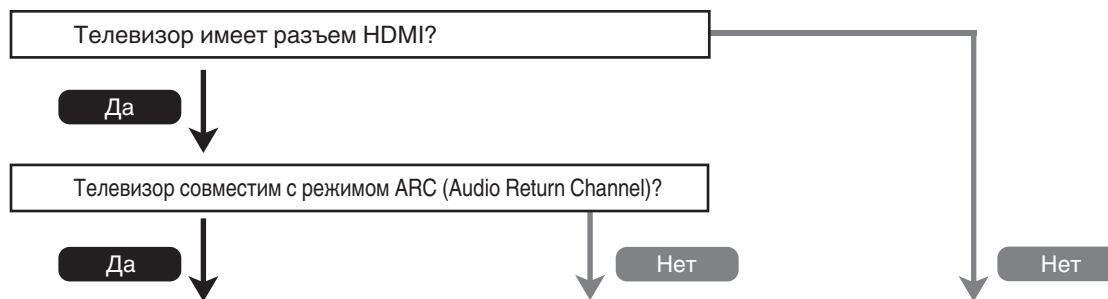 Телевизор имеет разъем HDMI?
Да
Телевизор совместим с режимом ARC (Audio Return Channel)?
Да
Нет
Нет